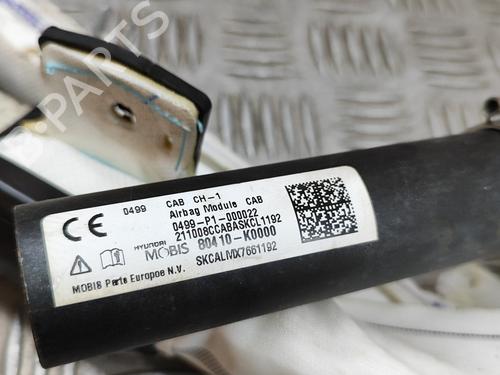 B-PARTS
CE 0499 CAB CH-1
Airbag Module CAB
0499-P1-000022
211008CCABASKCL1192
HYUNDAI MOBIS 80410-K0000
SKCALMX7661192
MOBIS Parts Europe N.V.